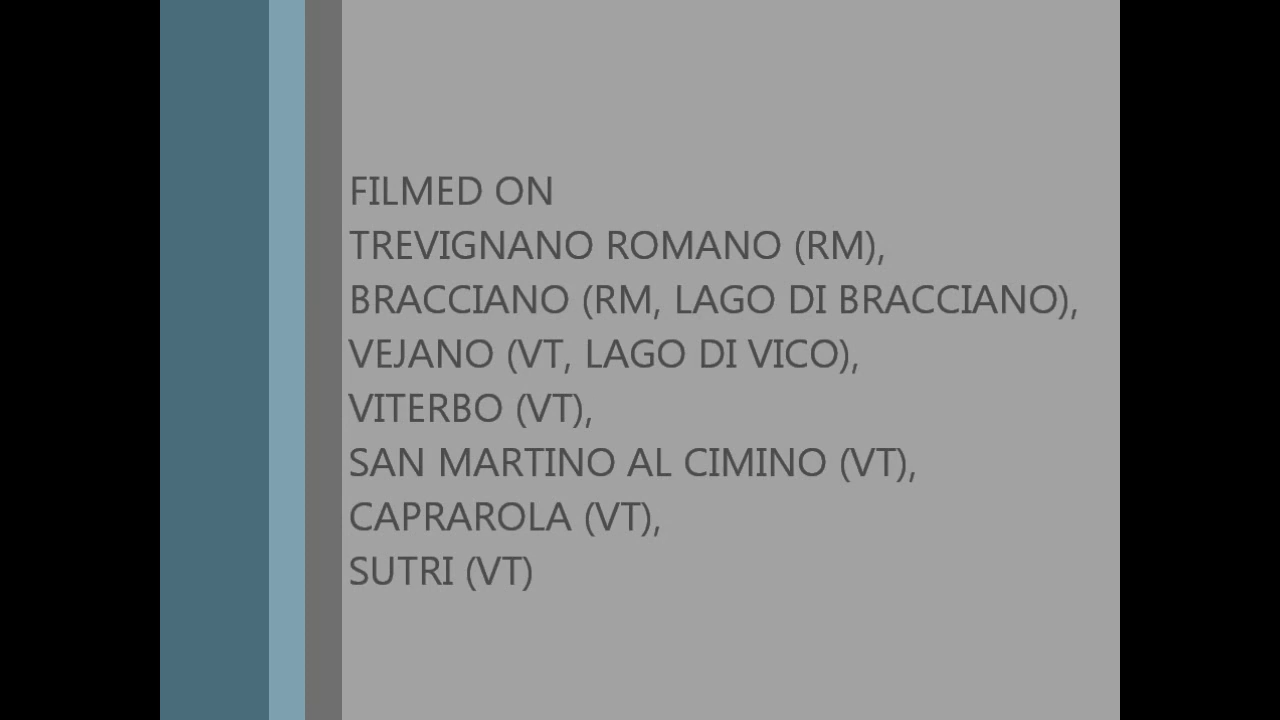 FILMED ON
TREVIGNANO ROMANO (RM),
BRACCIANO (RM, LAGO DI BRACCIANO),
VEJANO (VT, LAGO DI VICO),
VITERBO (VT),
SAN MARTINO AL CIMINO (VT),
CAPRAROLA (VT),
SUTRI (VT)